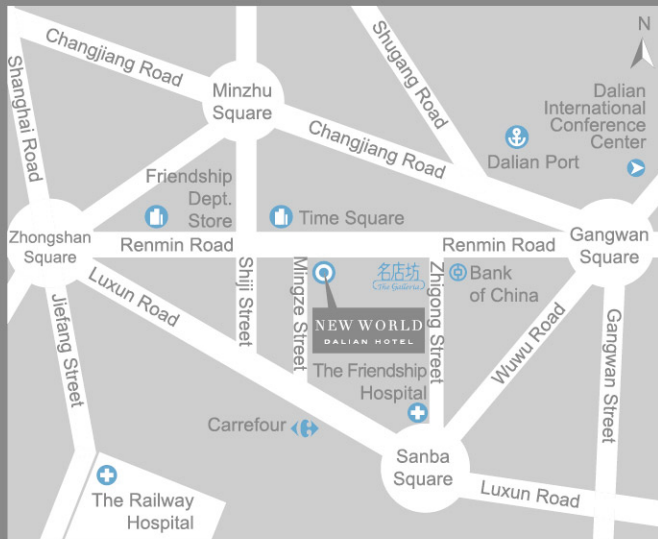 N
Changjiang Road
Shugang Road
Shanghai Road
Minzhu
Square
Dalian
International
Conference
Center
Changjiang Road
Dalian Port
Friendship
Dept.
Store
Time Square
Zhongshan
Square
Renmin Road
Renmin Road
Gangwan
Square
Luxun Road
Shiji Street
Mingze Street
名店坊
The Galleria
Zhigong Street
Bank
of China
Jiefang Street
NEW WORLD
DALIAN HOTEL
Wuwu Road
Gangwan Street
The Friendship
Hospital
Carrefour
Sanba
Square
Luxun Road
The Railway
Hospital